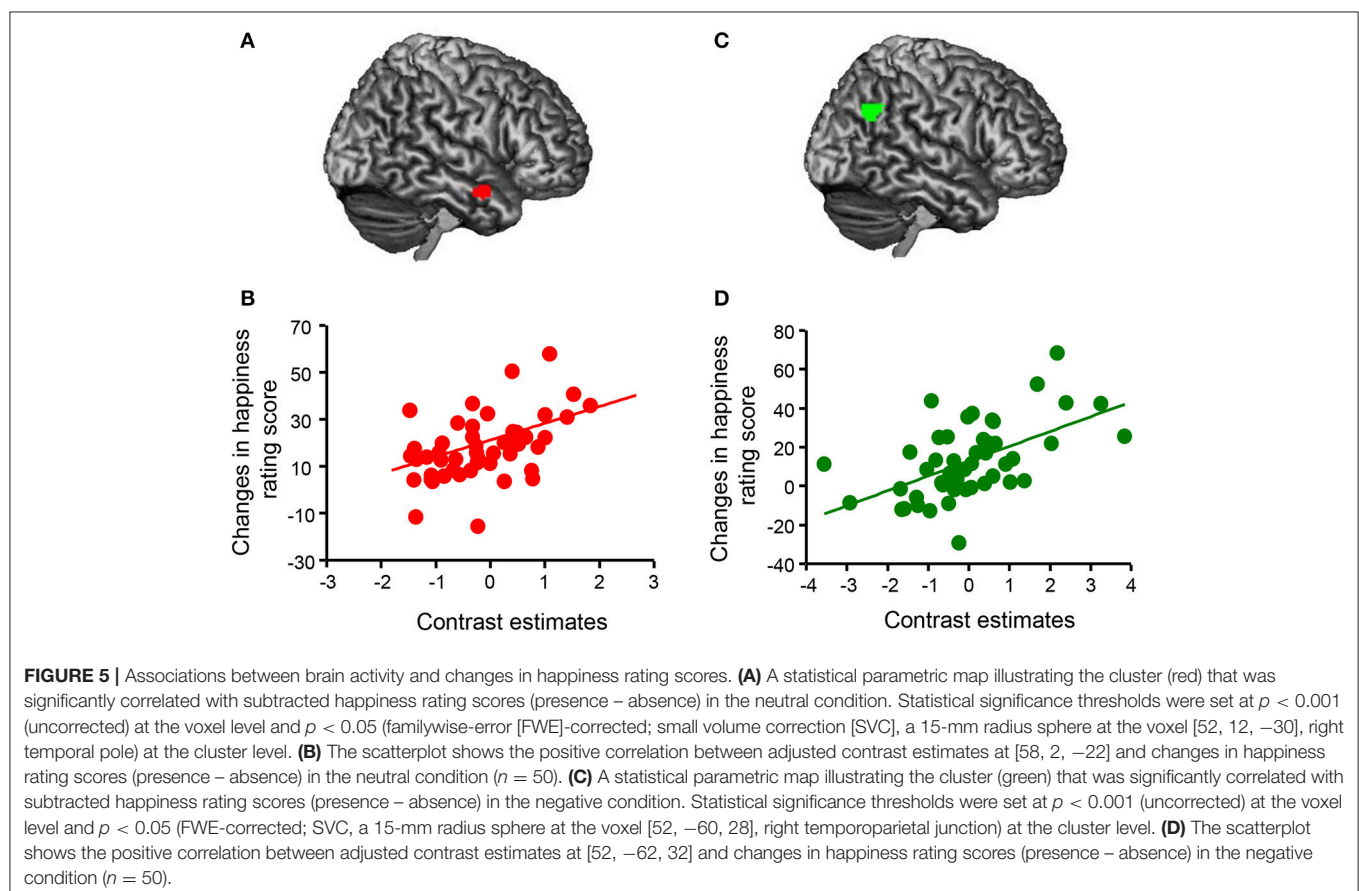 A
C
B
D
Changes in happiness
rating score
70
50
30
10
-10
-30
-3
-2
-1
0
1
2
3
Contrast estimates
Changes in happiness
rating score
80
60
40
20
0
-20
-40
-4
-3
-2
-1
0
1
2
3
4
Contrast estimates
FIGURE 5 | Associations between brain activity and changes in happiness rating scores. (A) A statistical parametric map illustrating the cluster (red) that was
significantly correlated with subtracted happiness rating scores (presence – absence) in the neutral condition. Statistical significance thresholds were set at p < 0.001
(uncorrected) at the voxel level and p < 0.05 (familywise-error [FWE]-corrected; small volume correction [SVC], a 15-mm radius sphere at the voxel [52, 12, −30], right
temporal pole) at the cluster level. (B) The scatterplot shows the positive correlation between adjusted contrast estimates at [58, 2, −22] and changes in happiness
rating scores (presence – absence) in the neutral condition (n = 50). (C) A statistical parametric map illustrating the cluster (green) that was significantly correlated with
subtracted happiness rating scores (presence – absence) in the negative condition. Statistical significance thresholds were set at p < 0.001 (uncorrected) at the voxel
level and p < 0.05 (FWE-corrected; SVC, a 15-mm radius sphere at the voxel [52, −60, 28], right temporoparietal junction) at the cluster level. (D) The scatterplot
shows the positive correlation between adjusted contrast estimates at [52, −62, 32] and changes in happiness rating scores (presence – absence) in the negative
condition (n = 50).